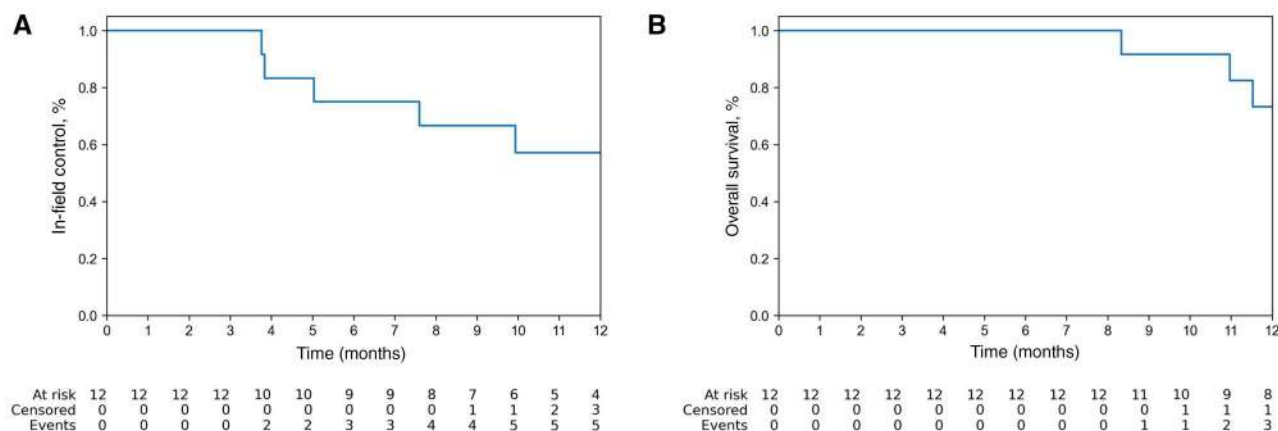 A
In-field control, %
1.0
0.8
0.6
0.4
0.2
0.0
0 1 2 3 4 5 6 7 8 9 10 11 12
Time (months)
At risk 12 12 12 12 10 10 9 9 8 7 6 5 4
Censored 0 0 0 0 0 0 0 0 0 1 1 2 3
Events 0 0 0 0 2 2 3 3 4 4 5 5 5
B
Overall survival, %
1.0
0.8
0.6
0.4
0.2
0.0
0 1 2 3 4 5 6 7 8 9 10 11 12
Time (months)
At risk 12 12 12 12 12 12 12 12 12 11 10 9 8
Censored 0 0 0 0 0 0 0 0 0 0 1 1 1
Events 0 0 0 0 0 0 0 0 0 1 1 2 3